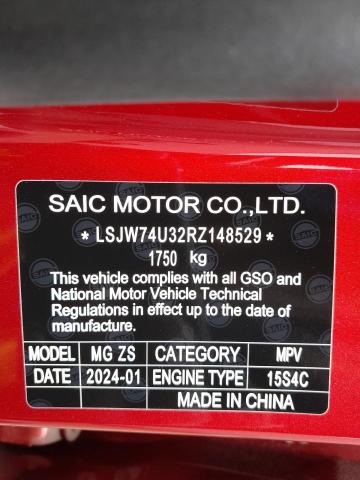 SAIC MOTOR CO.,LTD.
* LSJW74U32RZ148529 *
1750 kg
This vehicle complies with all GSO and
National Motor Vehicle Technical
Regulations in effect up to the date of
manufacture.
MODEL MG ZS CATEGORY MPV
DATE 2024-01 ENGINE TYPE 15S4C
MADE IN CHINA